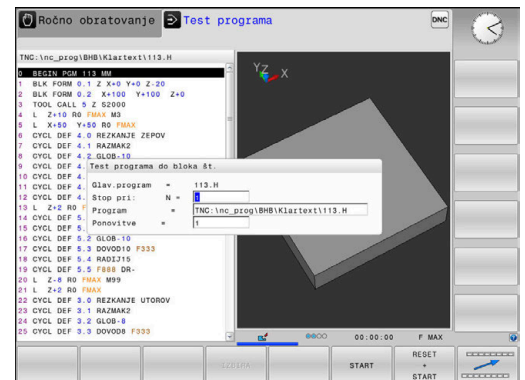 Ročno obratovanje
Test programa
DNC
TNC:\nc_prog\BHB\Klartext\113.H
0 BEGIN PGM 113 MM
1 BLK FORM 0.1 Z X+0 Y+0 Z-20
2 BLK FORM 0.2 X+100 Y+100 Z+0
3 TOOL CALL 5 Z S2000
4 L Z+10 R0 FMAX M3
5 L X+50 Y+50 R0 FMAX
6 CYCL DEF 4.0 REZKANJE ZEPOV
7 CYCL DEF 4.1 RAZMAK2
8 CYCL DEF 4.2 GLOB-10
9 CYCL DEF 4.
10 CYCL DEF 4.
11 CYCL DEF 4.
12 CYCL DEF 4.
13 L Z+2 R0 F
14 CYCL DEF 5.
15 CYCL DEF 5.
16 CYCL DEF 5.2 GLOB-10
17 CYCL DEF 5.3 DOVOD10 F333
18 CYCL DEF 5.4 RADIJ15
19 CYCL DEF 5.5 F888 DR-
20 L Z-8 R0 FMAX M99
21 L Z+2 R0 FMAX
22 CYCL DEF 3.0 REZKANJE UTOROV
23 CYCL DEF 3.1 RAZMAK2
24 CYCL DEF 3.2 GLOB-8
25 CYCL DEF 3.3 DOVOD8 F333
Test programa do bloka št.
Glav.program = 113.H
Stop pri: N = 1
Program = TNC:\nc_prog\BHB\Klartext\113.H
Ponovitve = 1
Y Z X
00:00:00 F MAX
START
RESET
+
START